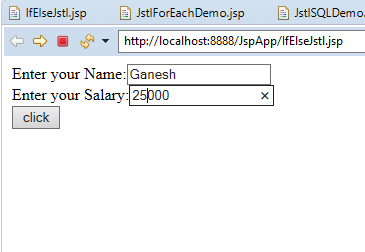 IfElseJstl.jsp JstlForEachDemo.jsp JstlSQLDemo.
http://localhost:8888/JspApp/IfElseJstl.jsp
Enter your Name: Ganesh
Enter your Salary: 25000
click